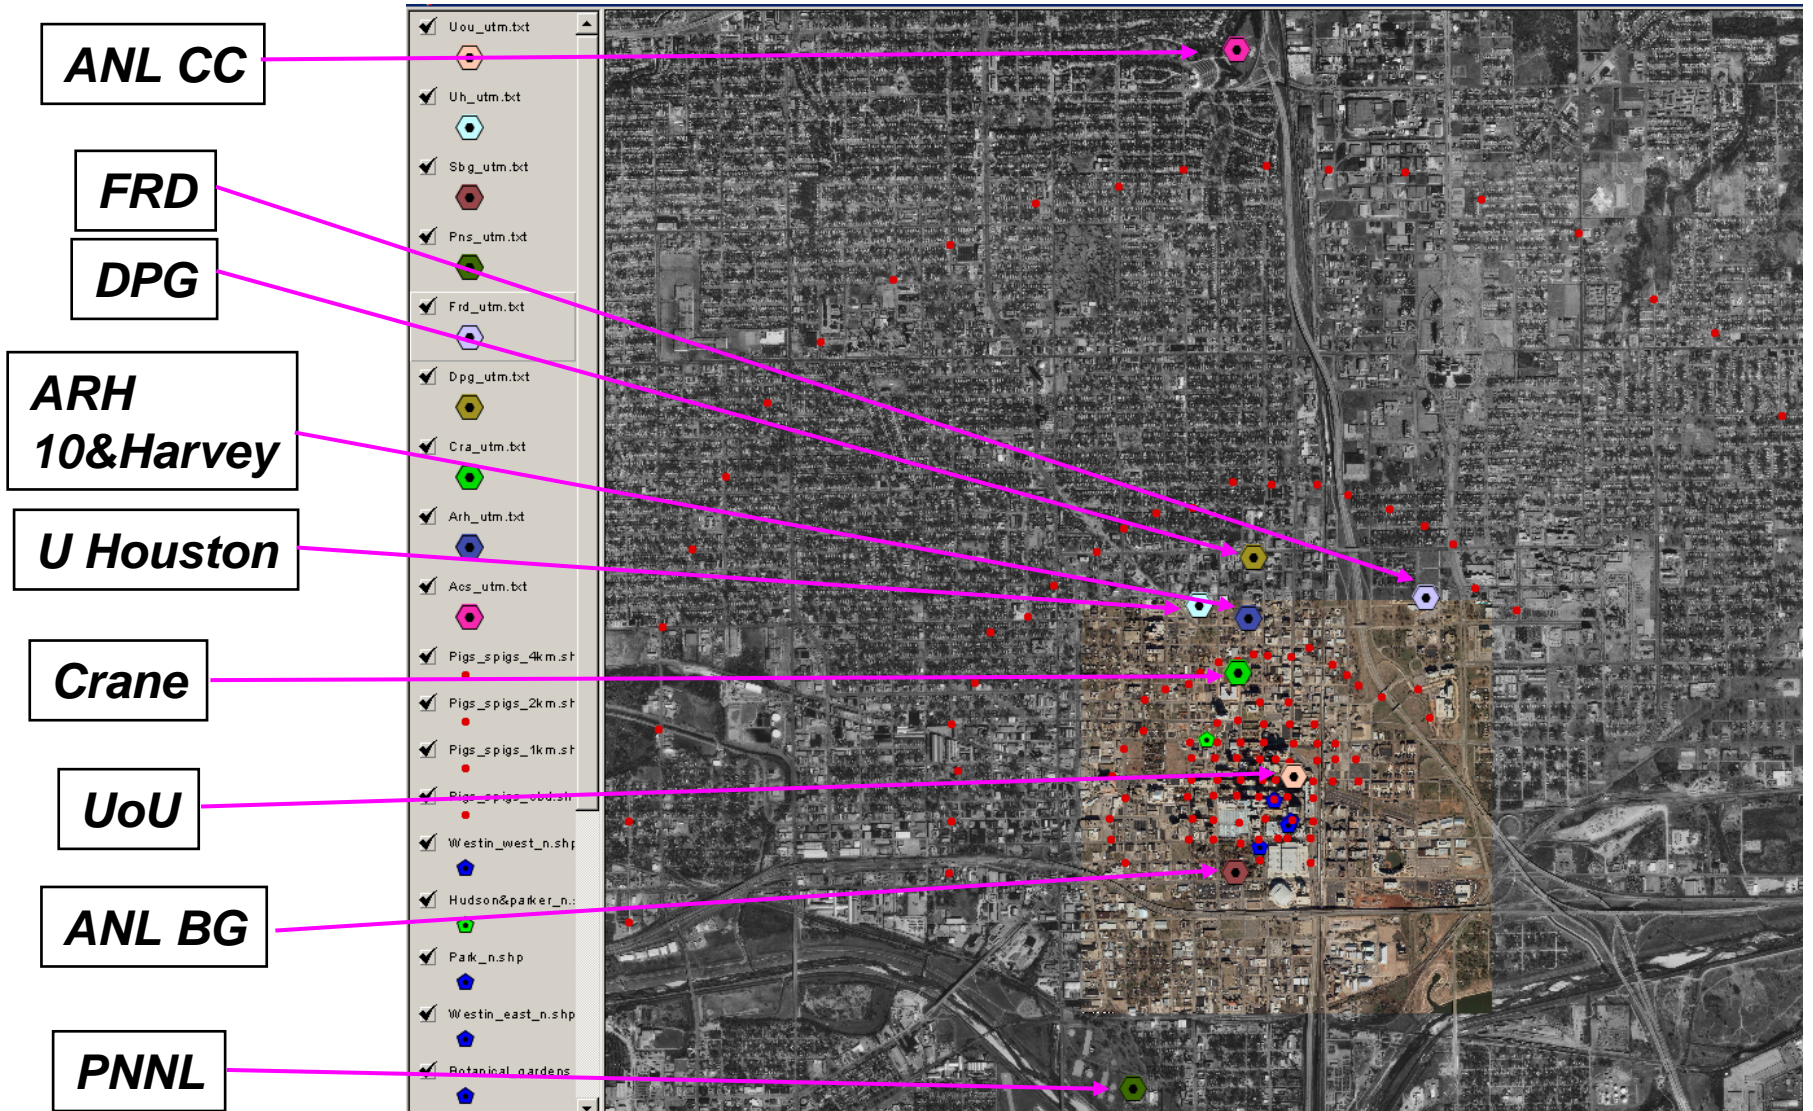 ANL CC
FRD
DPG
ARH
10&Harvey
U Houston
Crane
UoU
ANL BG
PNNL
Uou_utm.txt
Uh_utm.txt
Sbg_utm.txt
Pns_utm.txt
Frd_utm.txt
Dpg_utm.txt
Cra_utm.txt
Arh_utm.txt
Acs_utm.txt
Pigs_spigs_4km.sh
Pigs_spigs_2km.sh
Pigs_spigs_1km.sh
Pigs_spigs_cbd.sh
Westin_west_n.shp
Hudson&parker_n.:
Park_n.shp
Westin_east_n.shp
Botanical_gardens